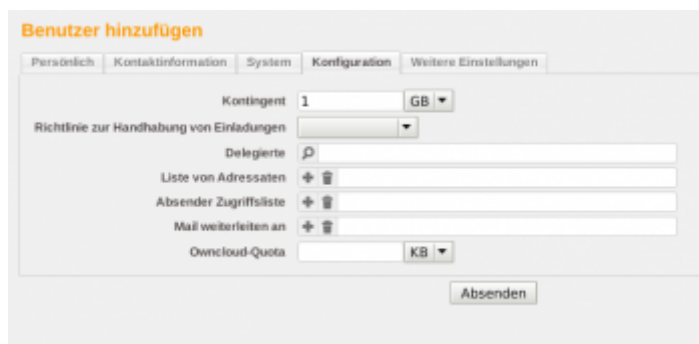 Benutzer hinzufügen
Persönlich Kontaktinformation System Konfiguration Weitere Einstellungen
Kontingent 1 GB
Richtlinie zur Handhabung von Einladungen
Delegierte
Liste von Adressaten
Absender Zugriffsliste
Mail weiterleiten an
Owncloud-Quota KB
Absenden